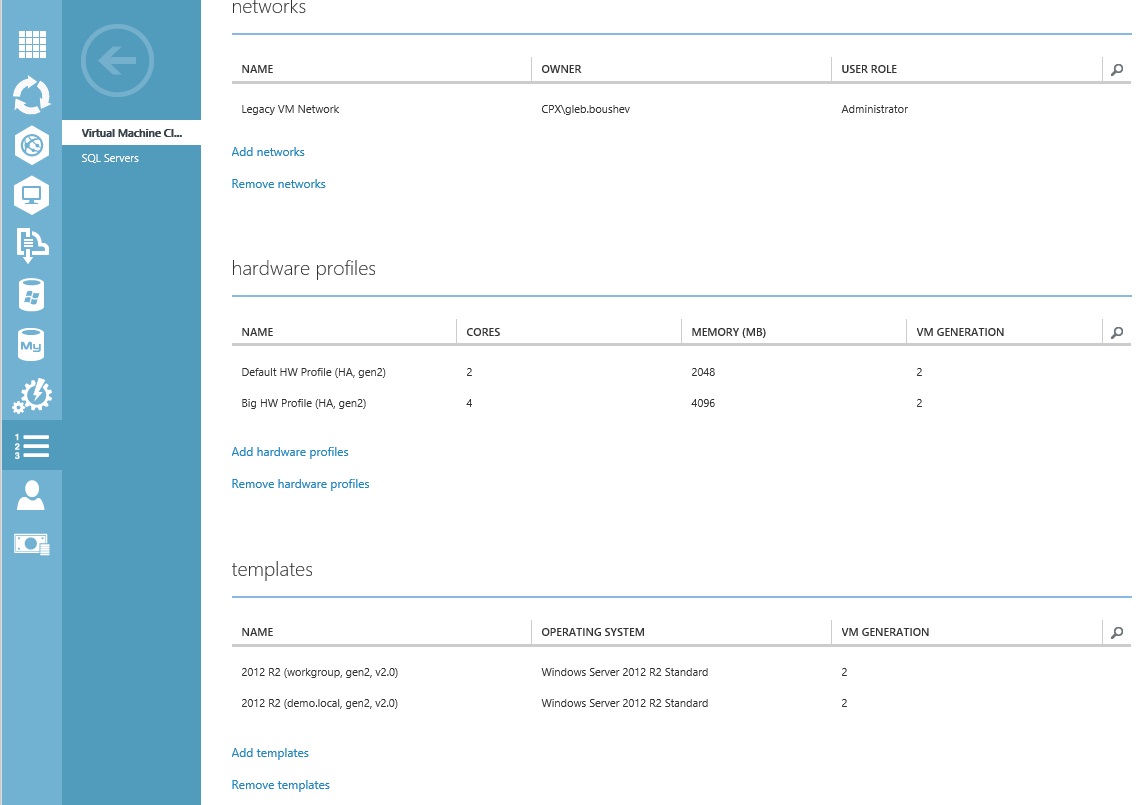 networks
NAME OWNER USER ROLE
Legacy VM Network CPX\gleb.boushev Administrator
Add networks
Remove networks
Virtual Machine Cl...
SQL Servers
hardware profiles
NAME CORES MEMORY (MB) VM GENERATION
Default HW Profile (HA, gen2) 2 2048 2
Big HW Profile (HA, gen2) 4 4096 2
Add hardware profiles
Remove hardware profiles
templates
NAME OPERATING SYSTEM VM GENERATION
2012 R2 (workgroup, gen2, v2.0) Windows Server 2012 R2 Standard 2
2012 R2 (demo.local, gen2, v2.0) Windows Server 2012 R2 Standard 2
Add templates
Remove templates
My
1
2
3